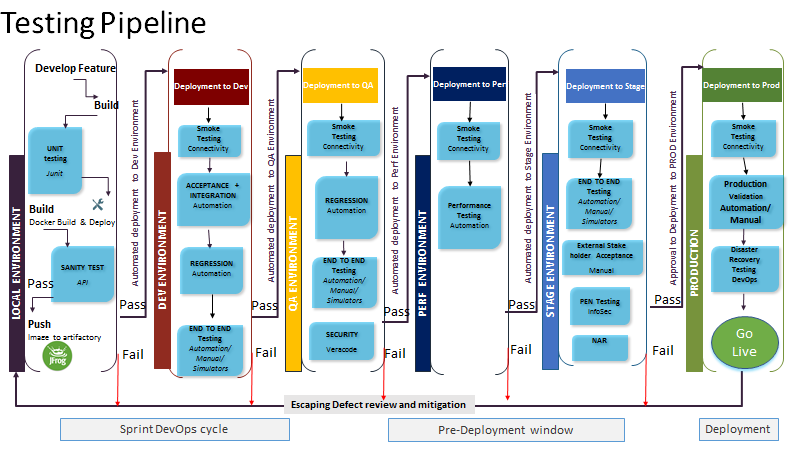 Testing Pipeline
Develop Feature
Build
UNIT
testing
Junit
Build
Docker Build & Deploy
SANITY TEST
API
Pass
Push
Image to artifactory
JFrog
LOCAL ENVIRONMENT
Pass
Fail
Automated deployment to Dev Environment
Deployment to Dev
Smoke
Testing
Connectivity
ACCEPTANCE +
INTEGRATION
Automation
REGRESSION
Automation
END TO END
Testing
Automation/
Manual/
Simulators
DEV ENVIRONMENT
Pass
Fail
Automated deployment to QA Environment
Deployment to QA
Smoke
Testing
Connectivity
REGRESSION
Automation
END TO END
Testing
Automation/
Manual/
Simulators
SECURITY
Veracode
QA ENVIRONMENT
Pass
Fail
Automated deployment to Perf Environment
Deployment to Per
Smoke
Testing
Connectivity
Performance
Testing
Automation
PERF ENVIRONMENT
Pass
Fail
Automated deployment to Stage Environment
Deployment to Stage
Smoke
Testing
Connectivity
END TO END
Testing
Automation/
Manual/
Simulators
External Stake
holder Acceptance
Manual
PEN Testing
InfoSec
NAR
STAGE ENVIRONMENT
Pass
Fail
Approval to Deployment to PROD Environment
Deployment to Prod
Smoke
Testing
Connectivity
Production
Validation
Automation/
Manual
Disaster
Recovery
Testing
DevOps
Go
Live
PRODUCTION
Escaping Defect review and mitigation
Sprint DevOps cycle
Pre-Deployment window
Deployment